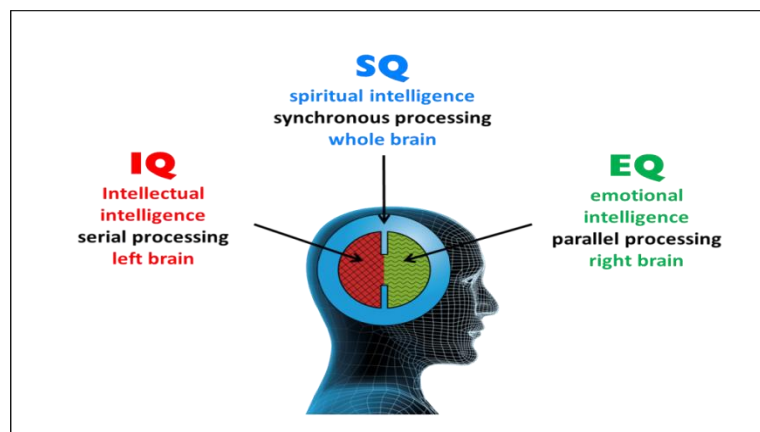 SQ
spiritual intelligence
synchronous processing
whole brain
IQ
Intellectual
intelligence
serial processing
left brain
EQ
emotional
intelligence
parallel processing
right brain